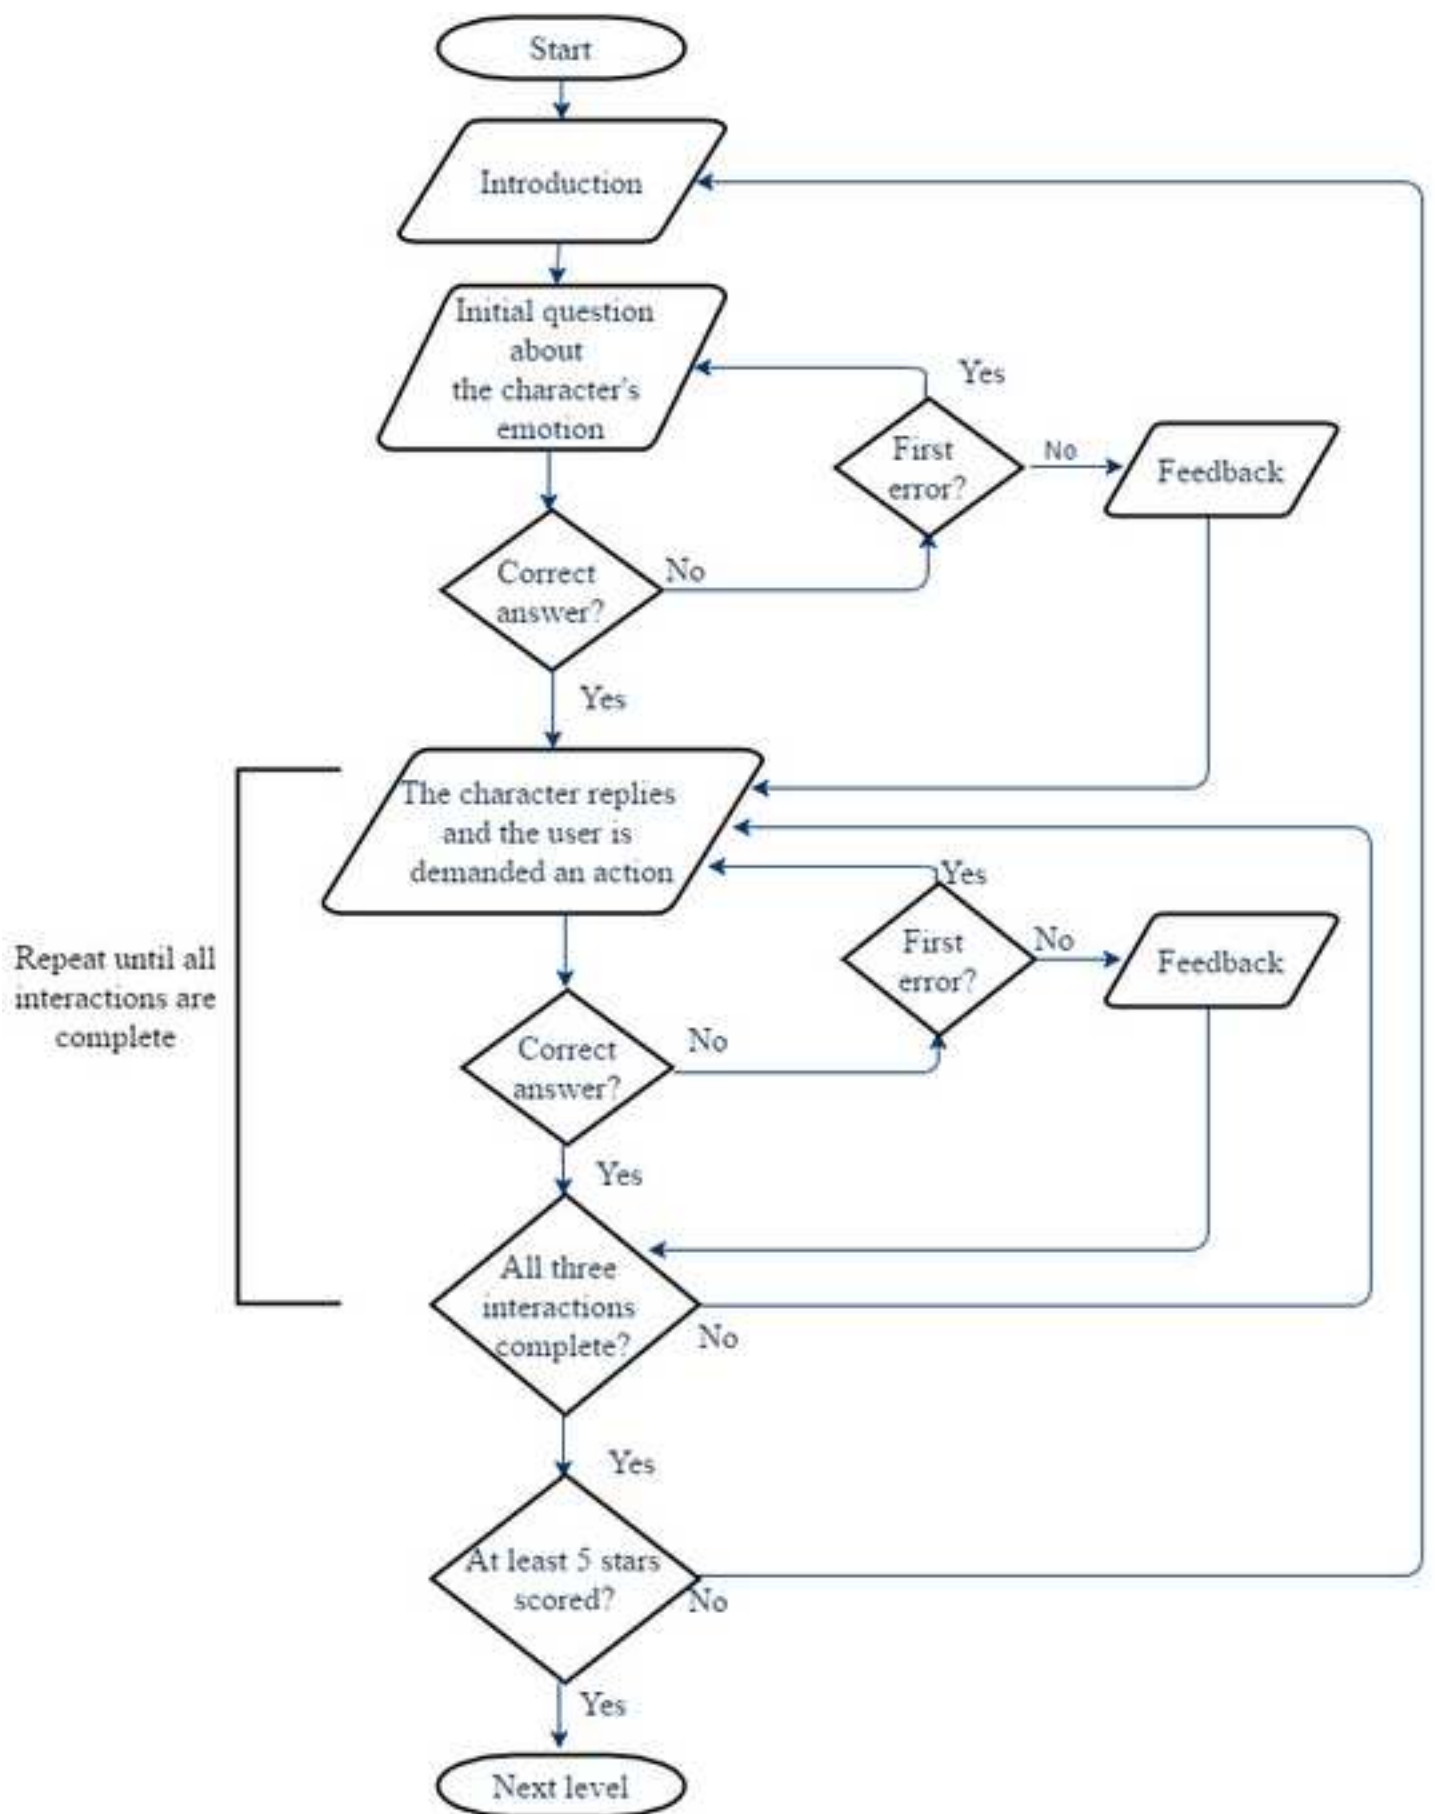 Start
Introduction
Initial question
about
the character's
emotion
Yes
First
error?
No
Feedback
Correct
answer?
No
Yes
The character replies
and the user is
demanded an action
Yes
First
error?
No
Feedback
Repeat until all
interactions are
complete
Correct
answer?
No
Yes
All three
interactions
complete?
No
Yes
At least 5 stars
scored?
No
Yes
Next level